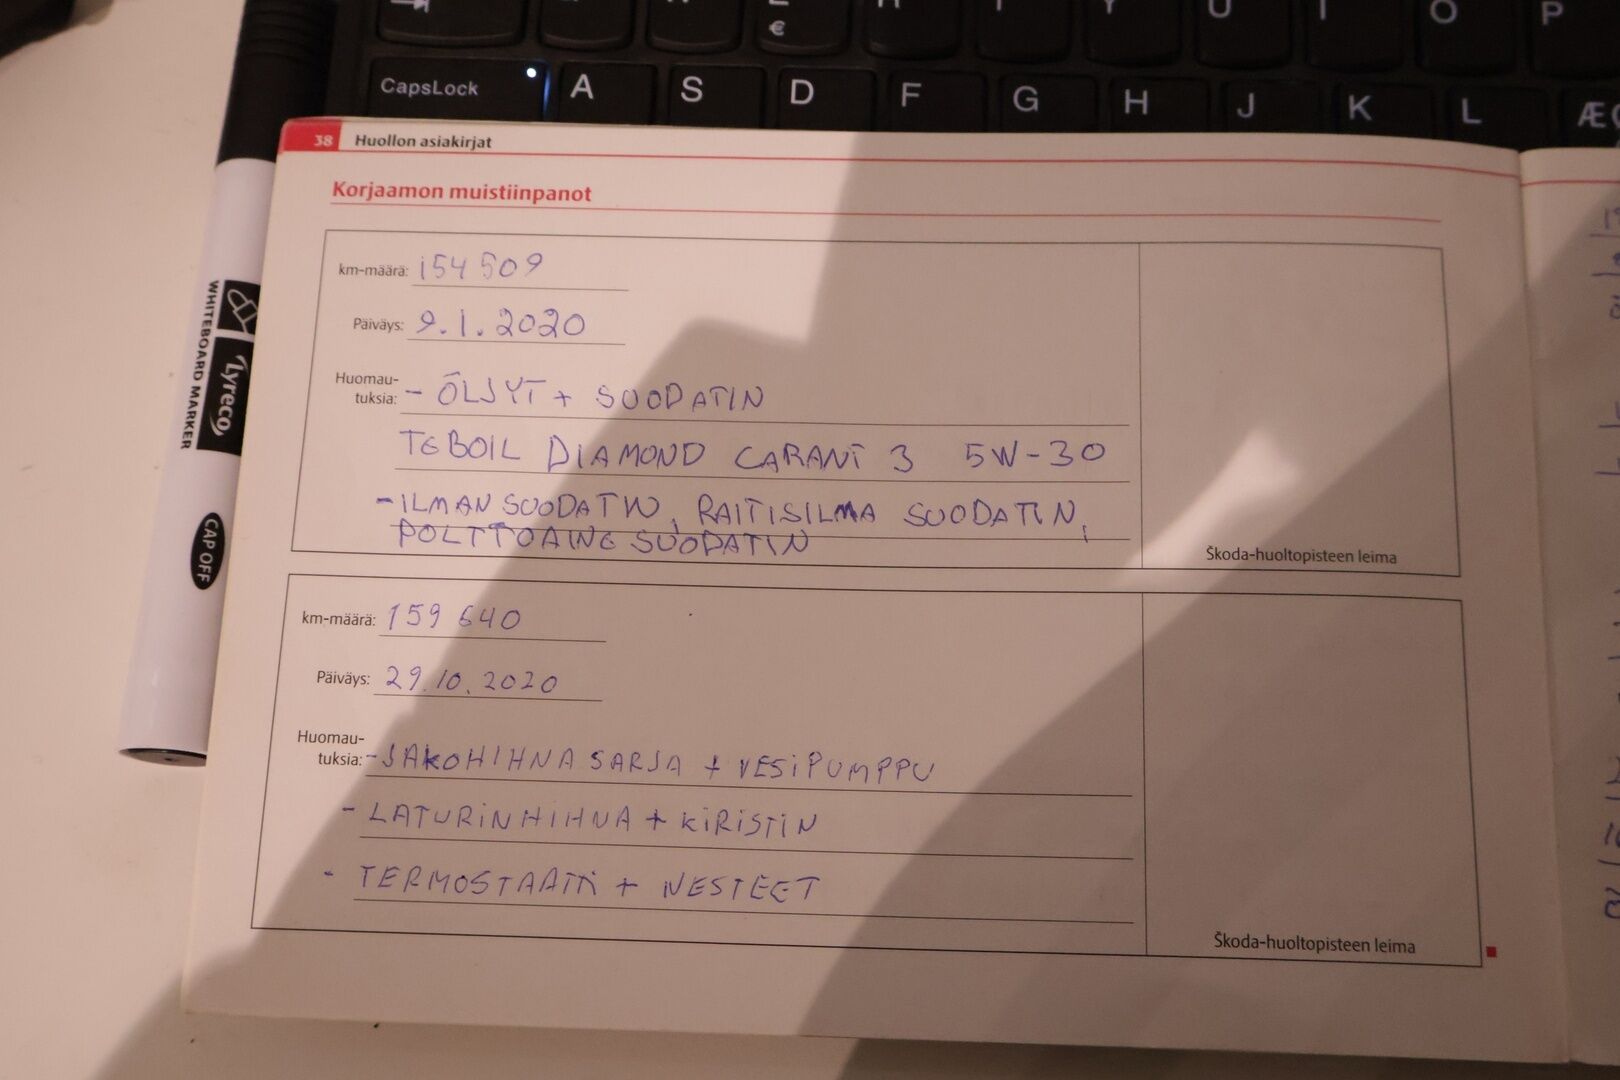 E R T Y U I O P
€
CapsLock A S D F G H J K L Æ
38 Huollon asiakirjat
Korjaamon muistiinpanot
km-määrä: 154 509
Päiväys: 9.1.2020
Huomau-
tuksia: - ÖLJYT + SUODATIN
TEBOIL DIAMOND CARAT 3 5W-30
- ILMANSUODATIN, RAITISILMA SUODATIN,
POLTTOAINE SUODATIN
Škoda-huoltopisteen leima
km-määrä: 159 640
Päiväys: 29.10.2020
Huomau-
tuksia: - JAKOHIHNA SARJA + VESIPUMPPU
- LATURINHIHNA + KIRISTIN
- TERMOSTAATTI + NESTEET
Škoda-huoltopisteen leima
WHITEBOARD MARKER
Lyreco
CAP OFF